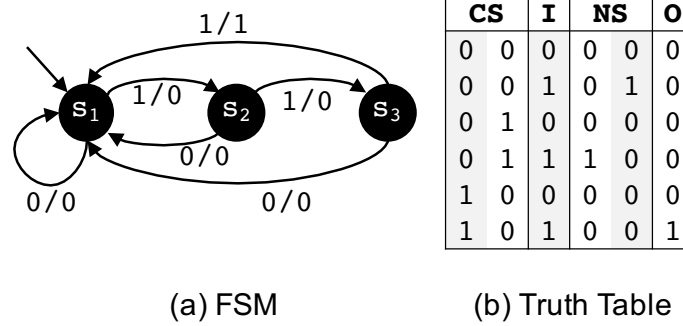 1/1
s1 1/0 s2 1/0 s3
0/0
0/0 0/0
CS I NS O
0 0 0 0 0 0
0 0 1 0 1 0
0 1 0 0 0 0
0 1 1 1 0 0
1 0 0 0 0 0
1 0 1 0 0 1
(a) FSM
(b) Truth Table